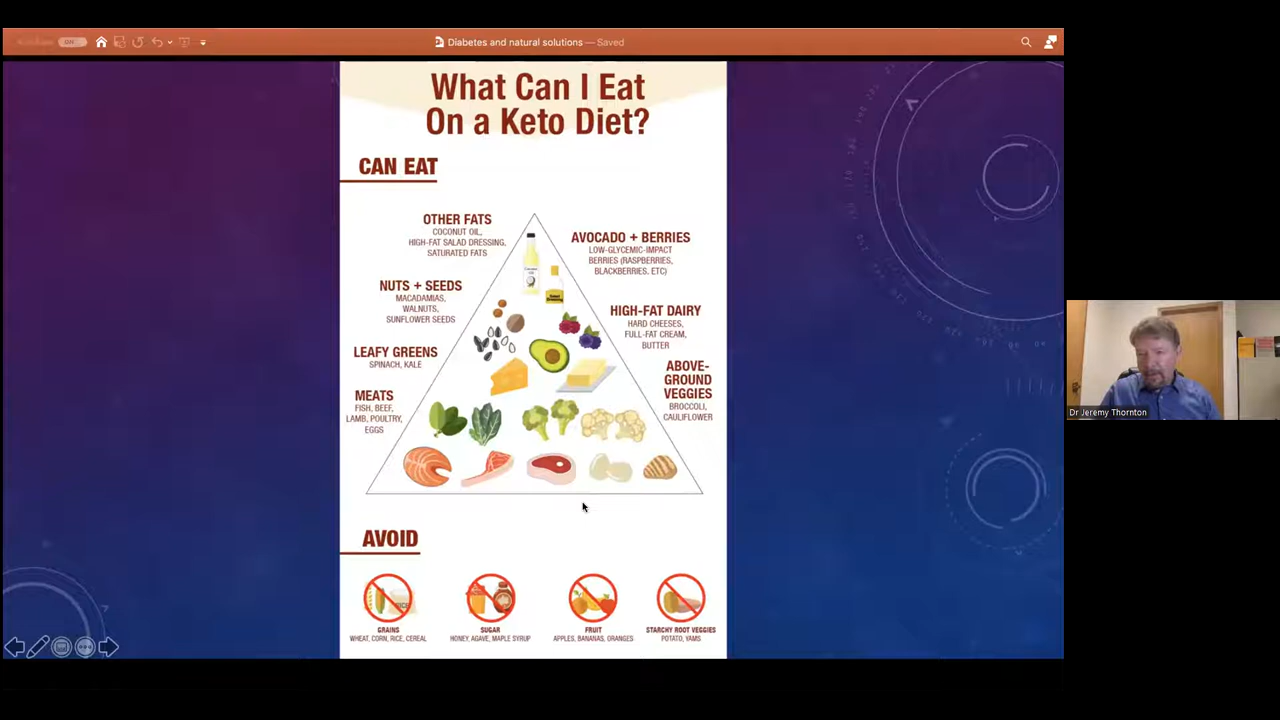 ON
Diabetes and natural solutions — Saved
What Can I Eat
On a Keto Diet?
CAN EAT
OTHER FATS
COCONUT OIL,
HIGH-FAT SALAD DRESSING,
SATURATED FATS
AVOCADO + BERRIES
LOW-GLYCEMIC-IMPACT
BERRIES (RASPBERRIES,
BLACKBERRIES, ETC)
NUTS + SEEDS
MACADAMIAS,
WALNUTS,
SUNFLOWER SEEDS
HIGH-FAT DAIRY
HARD CHEESES,
FULL-FAT CREAM,
BUTTER
LEAFY GREENS
SPINACH, KALE
ABOVE-
GROUND
VEGGIES
BROCCOLI,
CAULIFLOWER
MEATS
FISH, BEEF,
LAMB, POULTRY,
EGGS
AVOID
GRAINS
WHEAT, CORN, RICE, CEREAL
SUGAR
HONEY, AGAVE, MAPLE SYRUP
FRUIT
APPLES, BANANAS, ORANGES
STARCHY ROOT VEGGIES
POTATO, YAMS
Dr Jeremy Thornton